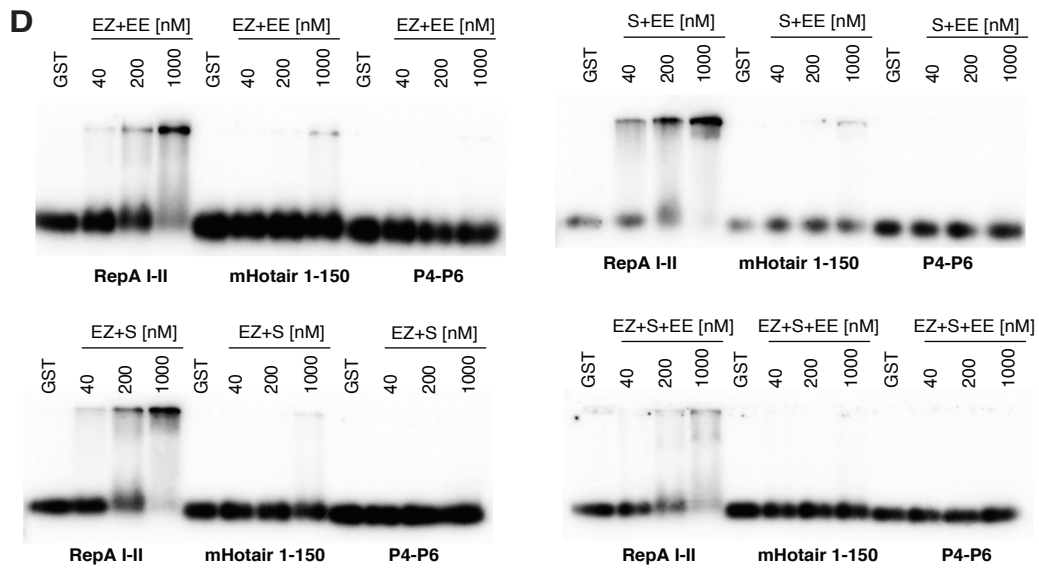 D
EZ+EE [nM] EZ+EE [nM] EZ+EE [nM]
GST 40 200 1000 GST 40 200 1000 GST 40 200 1000
RepA I-II mHotair 1-150 P4-P6
S+EE [nM] S+EE [nM] S+EE [nM]
GST 40 200 1000 GST 40 200 1000 GST 40 200 1000
RepA I-II mHotair 1-150 P4-P6
EZ+S [nM] EZ+S [nM] EZ+S [nM]
GST 40 200 1000 GST 40 200 1000 GST 40 200 1000
RepA I-II mHotair 1-150 P4-P6
EZ+S+EE [nM] EZ+S+EE [nM] EZ+S+EE [nM]
GST 40 200 1000 GST 40 200 1000 GST 40 200 1000
RepA I-II mHotair 1-150 P4-P6